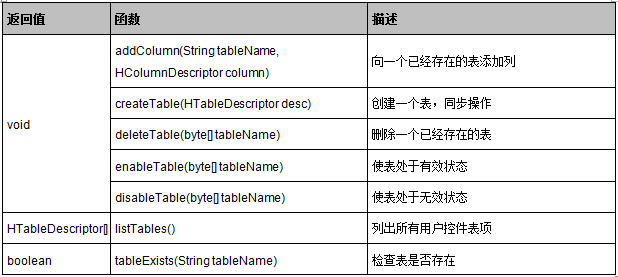 返回值 函数 描述
addColumn(String tableName,
HColumnDescriptor column) 向一个已经存在的表添加列
createTable(HTableDescriptor desc) 创建一个表，同步操作
void deleteTable(byte[] tableName) 删除一个已经存在的表
enableTable(byte[] tableName) 使表处于有效状态
disableTable(byte[] tableName) 使表处于无效状态
HTableDescriptor[] listTables() 列出所有用户控件表项
boolean tableExists(String tableName) 检查表是否存在